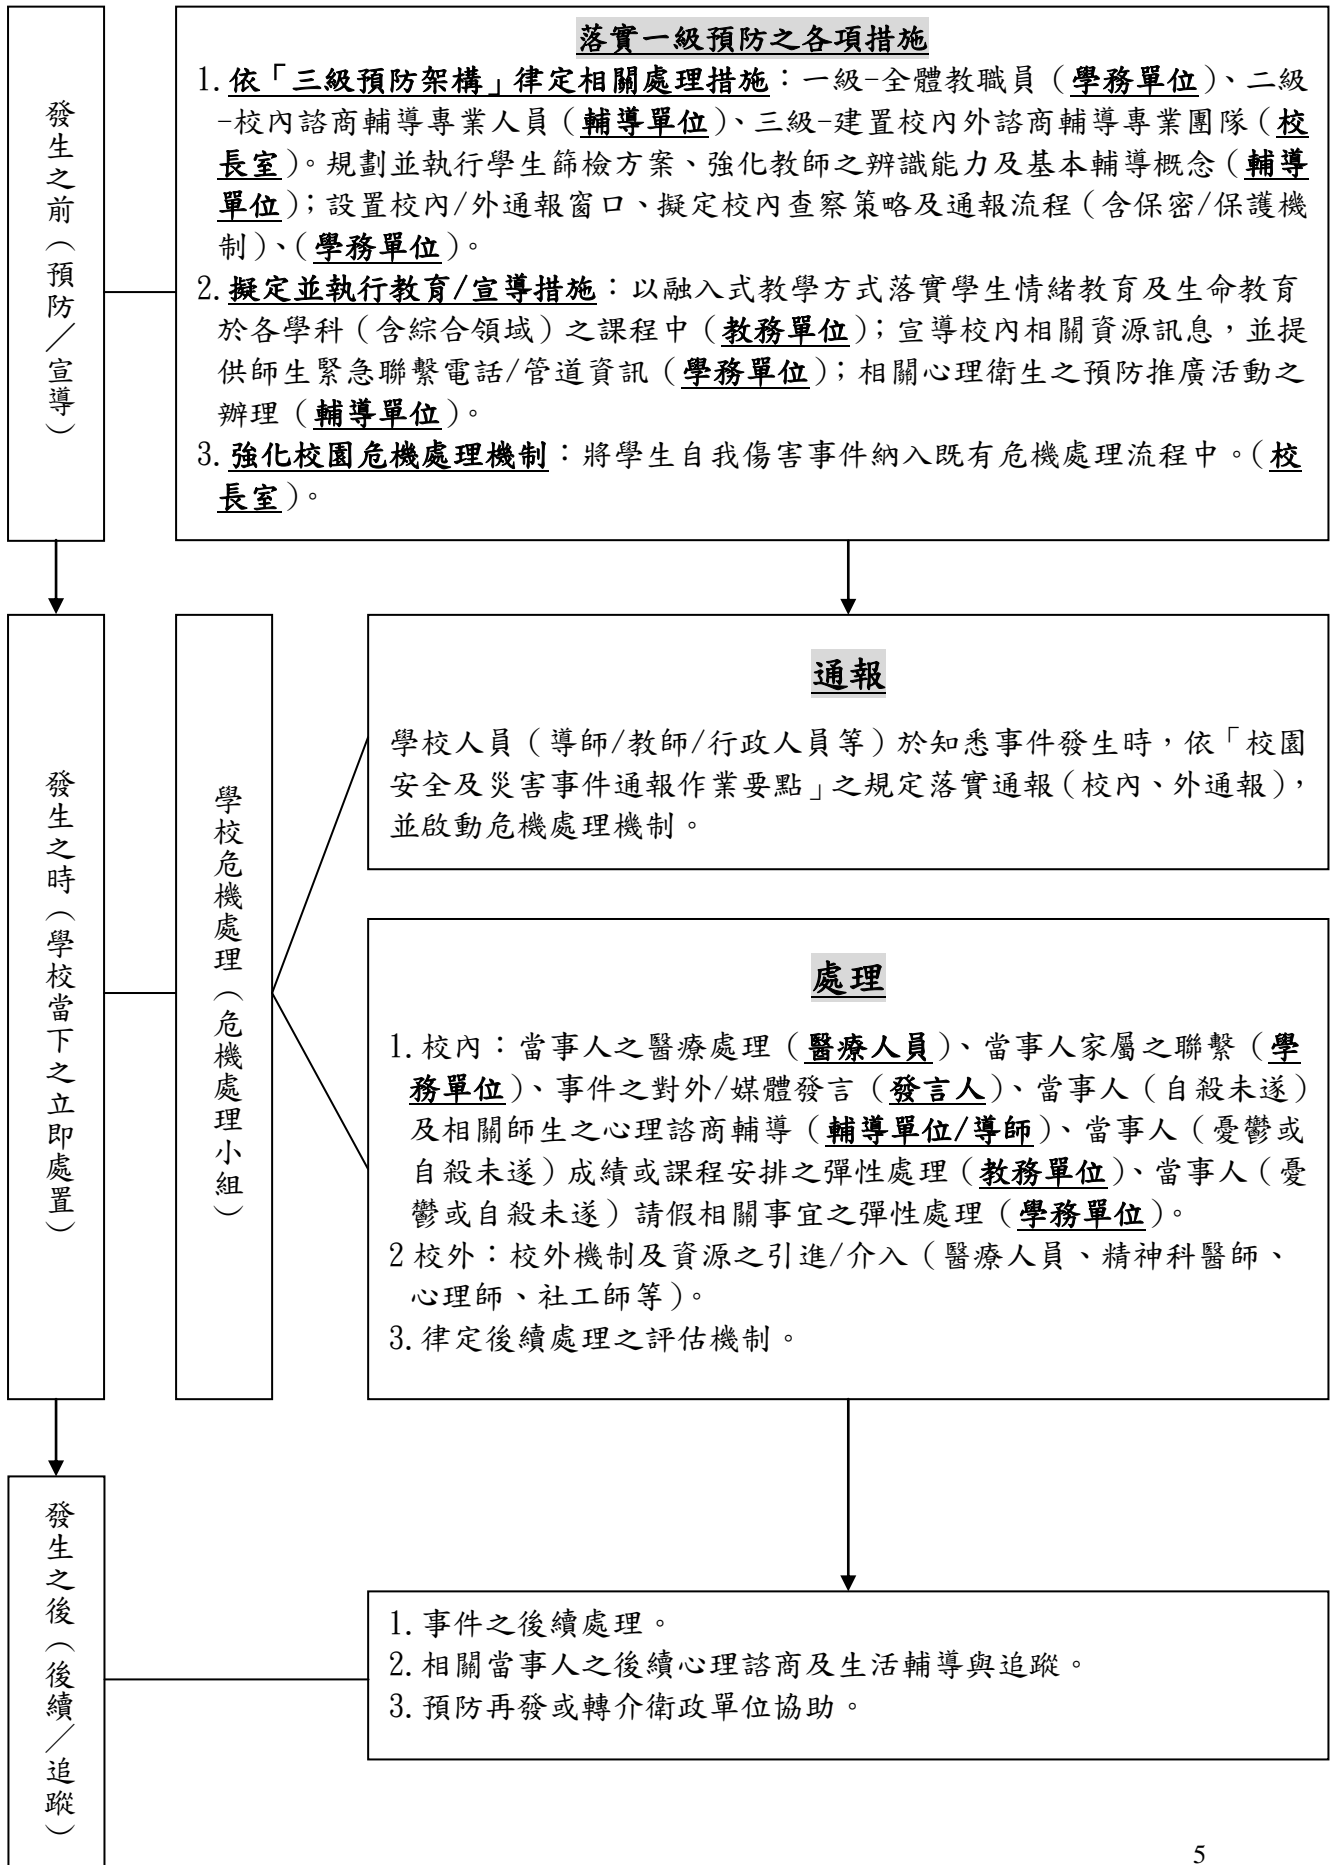 發生之前（預防／宣導）
落實一級預防之各項措施
1.依「三級預防架構」律定相關處理措施：一級-全體教職員（學務單位）、二級
-校內諮商輔導專業人員（輔導單位）、三級-建置校內外諮商輔導專業團隊（校
長室）。規劃並執行學生篩檢方案、強化教師之辨識能力及基本輔導概念（輔導
單位）；設置校內/外通報窗口、擬定校內查察策略及通報流程（含保密/保護機
制）、（學務單位）。
2.擬定並執行教育/宣導措施：以融入式教學方式落實學生情緒教育及生命教育
於各學科（含綜合領域）之課程中（教務單位）；宣導校內相關資源訊息，並提
供師生緊急聯繫電話/管道資訊（學務單位）；相關心理衛生之預防推廣活動之
辦理（輔導單位）。
3.強化校園危機處理機制：將學生自我傷害事件納入既有危機處理流程中。（校
長室）。
發生之時（學校當下之立即處置）
學校危機處理（危機處理小組）
通報
學校人員（導師/教師/行政人員等）於知悉事件發生時，依「校園
安全及災害事件通報作業要點」之規定落實通報（校內、外通報），
並啟動危機處理機制。
處理
1.校內：當事人之醫療處理（醫療人員）、當事人家屬之聯繫（學
務單位）、事件之對外/媒體發言（發言人）、當事人（自殺未遂）
及相關師生之心理諮商輔導（輔導單位/導師）、當事人（憂鬱或
自殺未遂）成績或課程安排之彈性處理（教務單位）、當事人（憂
鬱或自殺未遂）請假相關事宜之彈性處理（學務單位）。
2 校外：校外機制及資源之引進/介入（醫療人員、精神科醫師、
心理師、社工師等）。
3.律定後續處理之評估機制。
發生之後（後續／追蹤）
1.事件之後續處理。
2.相關當事人之後續心理諮商及生活輔導與追蹤。
3.預防再發或轉介衛政單位協助。
5